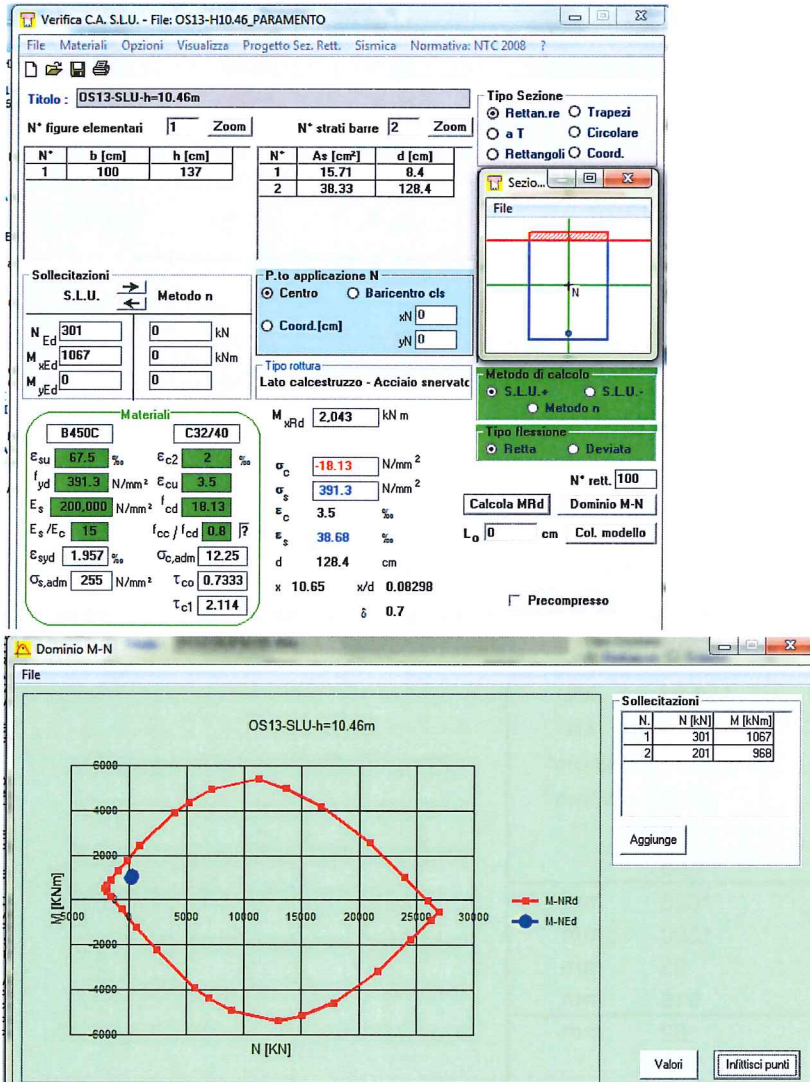 Verifica C.A. S.L.U. - File: OS13-H10.46_PARAMENTO
File Materiali Opzioni Visualizza Progetto Sez. Rett. Sismica Normativa: NTC 2008 ?
Titolo : OS13-SLU-h=10.46m
N° figure elementari 1 Zoom
N° strati barre 2 Zoom
N° b [cm] h [cm]
1 100 137
N° As [cm²] d [cm]
1 15.71 8.4
2 38.33 128.4
Tipo Sezione
Rettan.re Trapezi
a T Circolare
Rettangoli Coord.
Sezio...
File
N
Sollecitazioni
S.L.U. Metodo n
N Ed 301 0 kN
M xEd 1067 0 kNm
M yEd 0 0
P.to applicazione N
Centro Baricentro cls
Coord.[cm] xN 0
yN 0
Tipo rottura
Lato calcestruzzo - Acciaio snervatc
Metodo di calcolo
S.L.U.+ S.L.U.-
Metodo n
Tipo flessione
Retta Deviata
Materiali
B450C C32/40
εsu 67.5 ‰ εc2 2 ‰
fyd 391.3 N/mm² εcu 3.5
Es 200,000 N/mm² fcd 18.13
Es/Ec 15 fcc / fcd 0.8 ?
εsyd 1.957 ‰ σc,adm 12.25
σs,adm 255 N/mm² τco 0.7333
τc1 2.114
M xRd 2,043 kN m
σc -18.13 N/mm²
σs 391.3 N/mm²
εc 3.5 ‰
εs 38.68 ‰
d 128.4 cm
x 10.65 x/d 0.08298
δ 0.7
N° rett. 100
Calcola MRd Dominio M-N
L₀ 0 cm Col. modello
Precompresso
Dominio M-N
File
OS13-SLU-h=10.46m
6000
4000
2000
0
-2000
-4000
-6000
M [KNm]
-5000 0 5000 10000 15000 20000 25000 30000
N [KN]
M-NRd
M-NEd
Sollecitazioni
N. N [kN] M [kNm]
1 301 1067
2 201 968
Aggiunge
Valori Infittisci punti